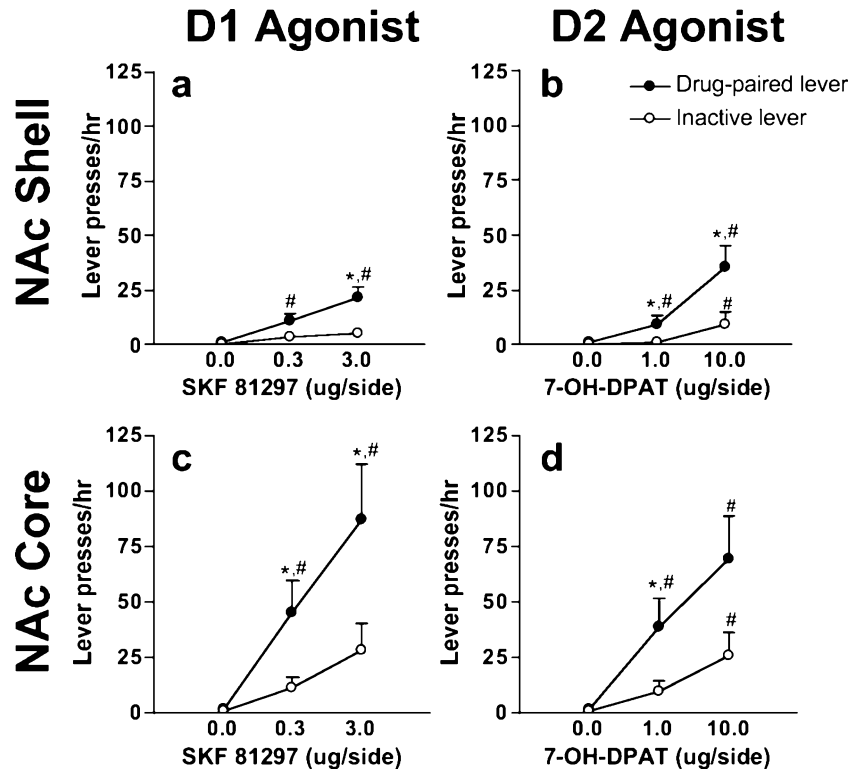 D1 Agonist
D2 Agonist
NAc Shell
a
Lever presses/hr
125
100
75
50
25
0
#
*,#
0.0 0.3 3.0
SKF 81297 (ug/side)
b
Drug-paired lever
Inactive lever
Lever presses/hr
125
100
75
50
25
0
*,#
*,#
#
0.0 1.0 10.0
7-OH-DPAT (ug/side)
NAc Core
c
Lever presses/hr
125
100
75
50
25
0
*,#
*,#
0.0 0.3 3.0
SKF 81297 (ug/side)
d
Lever presses/hr
125
100
75
50
25
0
*,#
#
#
0.0 1.0 10.0
7-OH-DPAT (ug/side)